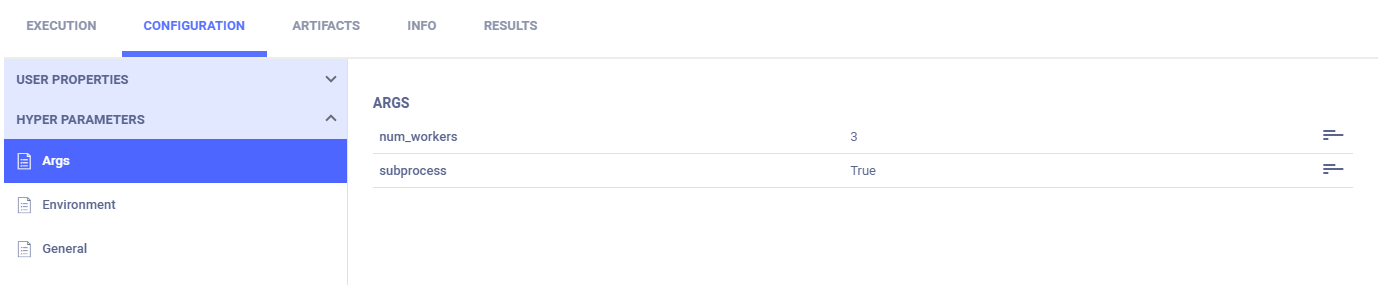 EXECUTION CONFIGURATION ARTIFACTS INFO RESULTS
USER PROPERTIES
HYPER PARAMETERS
Args
Environment
General
ARGS
num_workers 3
subprocess True